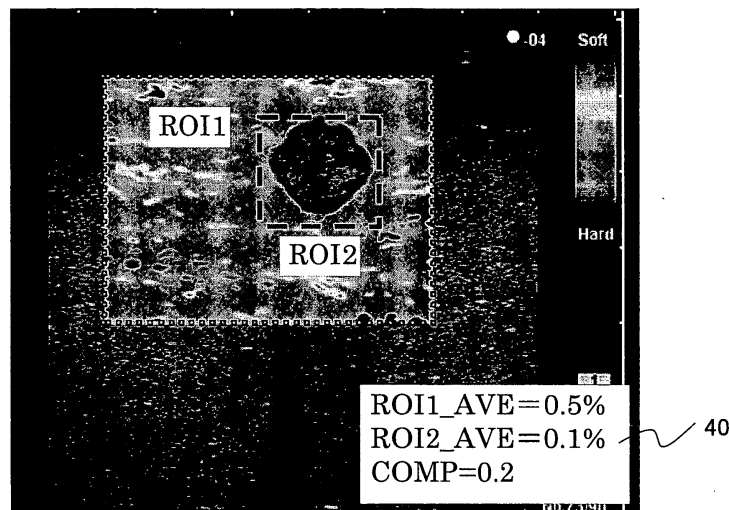 -04 Soft
ROI1
Hard
ROI2
ROI1_AVE=0.5%
ROI2_AVE=0.1%
COMP=0.2
40